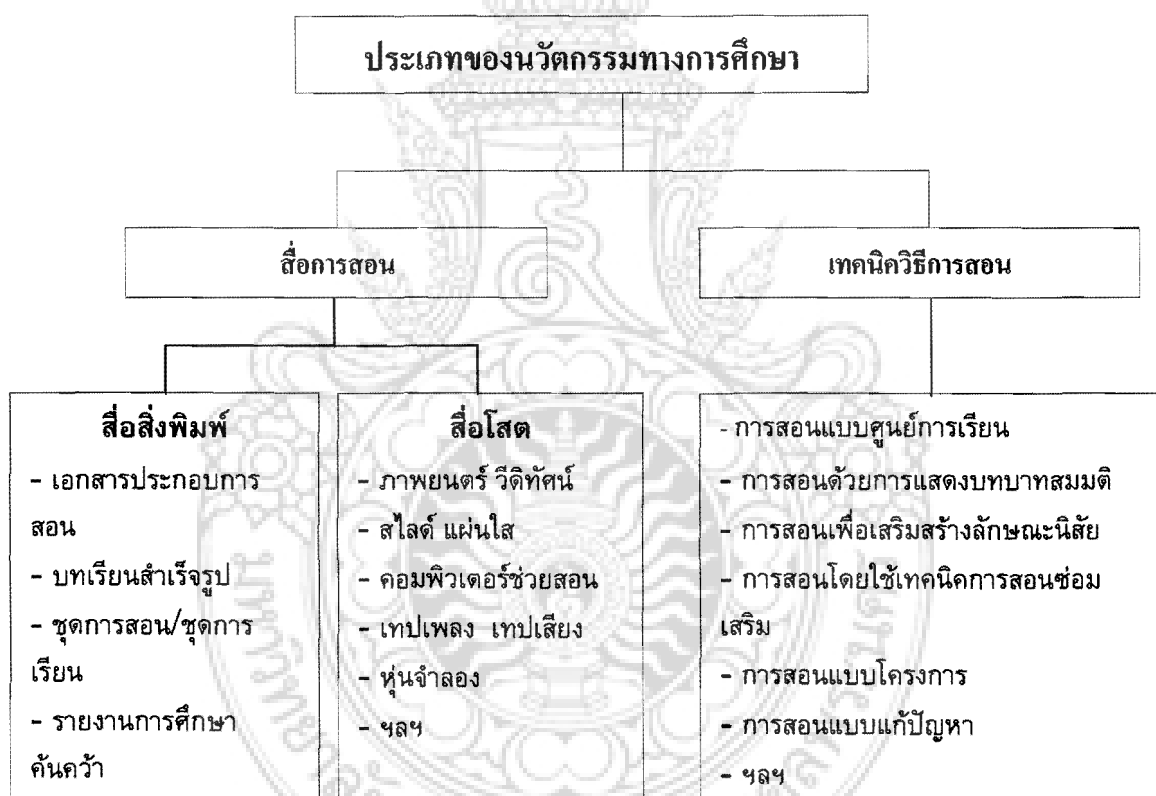 ประเภทของนวัตกรรมทางการศึกษา
สื่อการสอน
เทคนิควิธีการสอน
สื่อสิ่งพิมพ์
- เอกสารประกอบการ
สอน
- บทเรียนสำเร็จรูป
- ชุดการสอน/ชุดการ
เรียน
- รายงานการศึกษา
ค้นคว้า
สื่อโสต
- ภาพยนตร์ วีดิทัศน์
- สไลด์ แผ่นใส
- คอมพิวเตอร์ช่วยสอน
- เทปเพลง เทปเสียง
- หุ่นจำลอง
- ฯลฯ
- การสอนแบบศูนย์การเรียน
- การสอนด้วยการแสดงบทบาทสมมติ
- การสอนเพื่อเสริมสร้างลักษณะนิสัย
- การสอนโดยใช้เทคนิคการสอนซ่อม
เสริม
- การสอนแบบโครงการ
- การสอนแบบแก้ปัญหา
- ฯลฯ